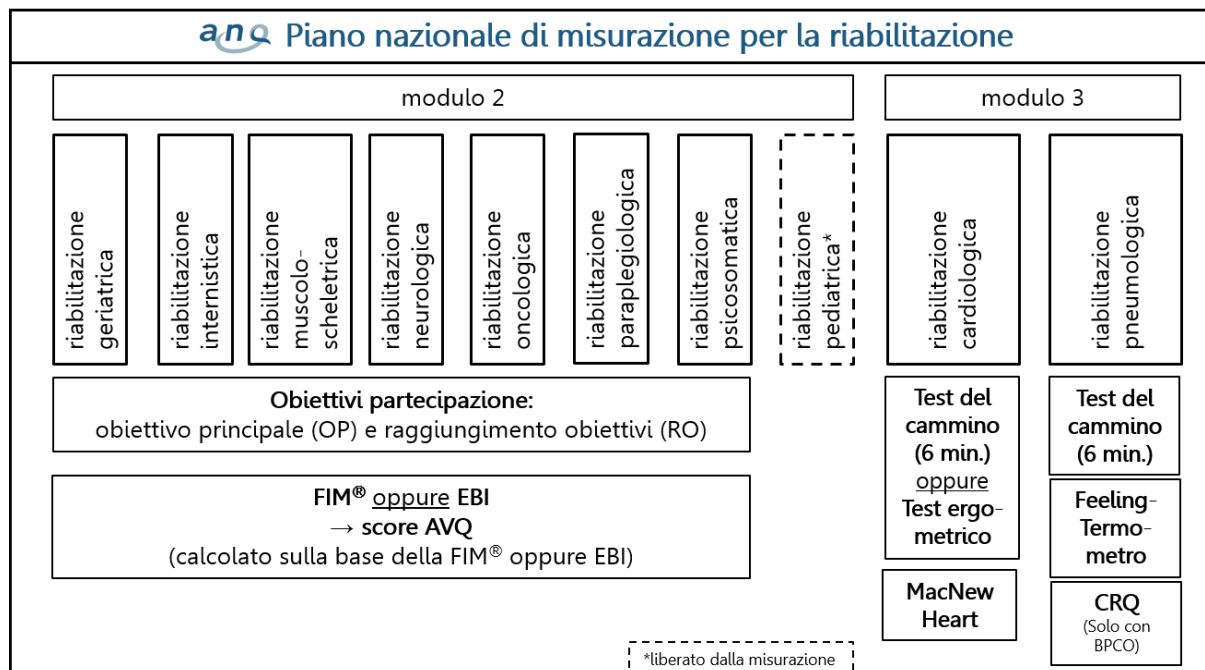 anq Piano nazionale di misurazione per la riabilitazione
modulo 2
modulo 3
riabilitazione
geriatrica
riabilitazione
internistica
riabilitazione
muscolo-
scheletrica
riabilitazione
neurologica
riabilitazione
oncologica
riabilitazione
paraplegiologica
riabilitazione
psicosomatica
riabilitazione
pediatrica*
riabilitazione
cardiologica
riabilitazione
pneumologica
Obiettivi partecipazione:
obiettivo principale (OP) e raggiungimento obiettivi (RO)
FIM® oppure EBI
→ score AVQ
(calcolato sulla base della FIM® oppure EBI)
Test del
cammino
(6 min.)
oppure
Test ergo-
metrico
MacNew
Heart
Test del
cammino
(6 min.)
Feeling-
Termo-
metro
CRQ
(Solo con
BPCO)
*liberato dalla misurazione